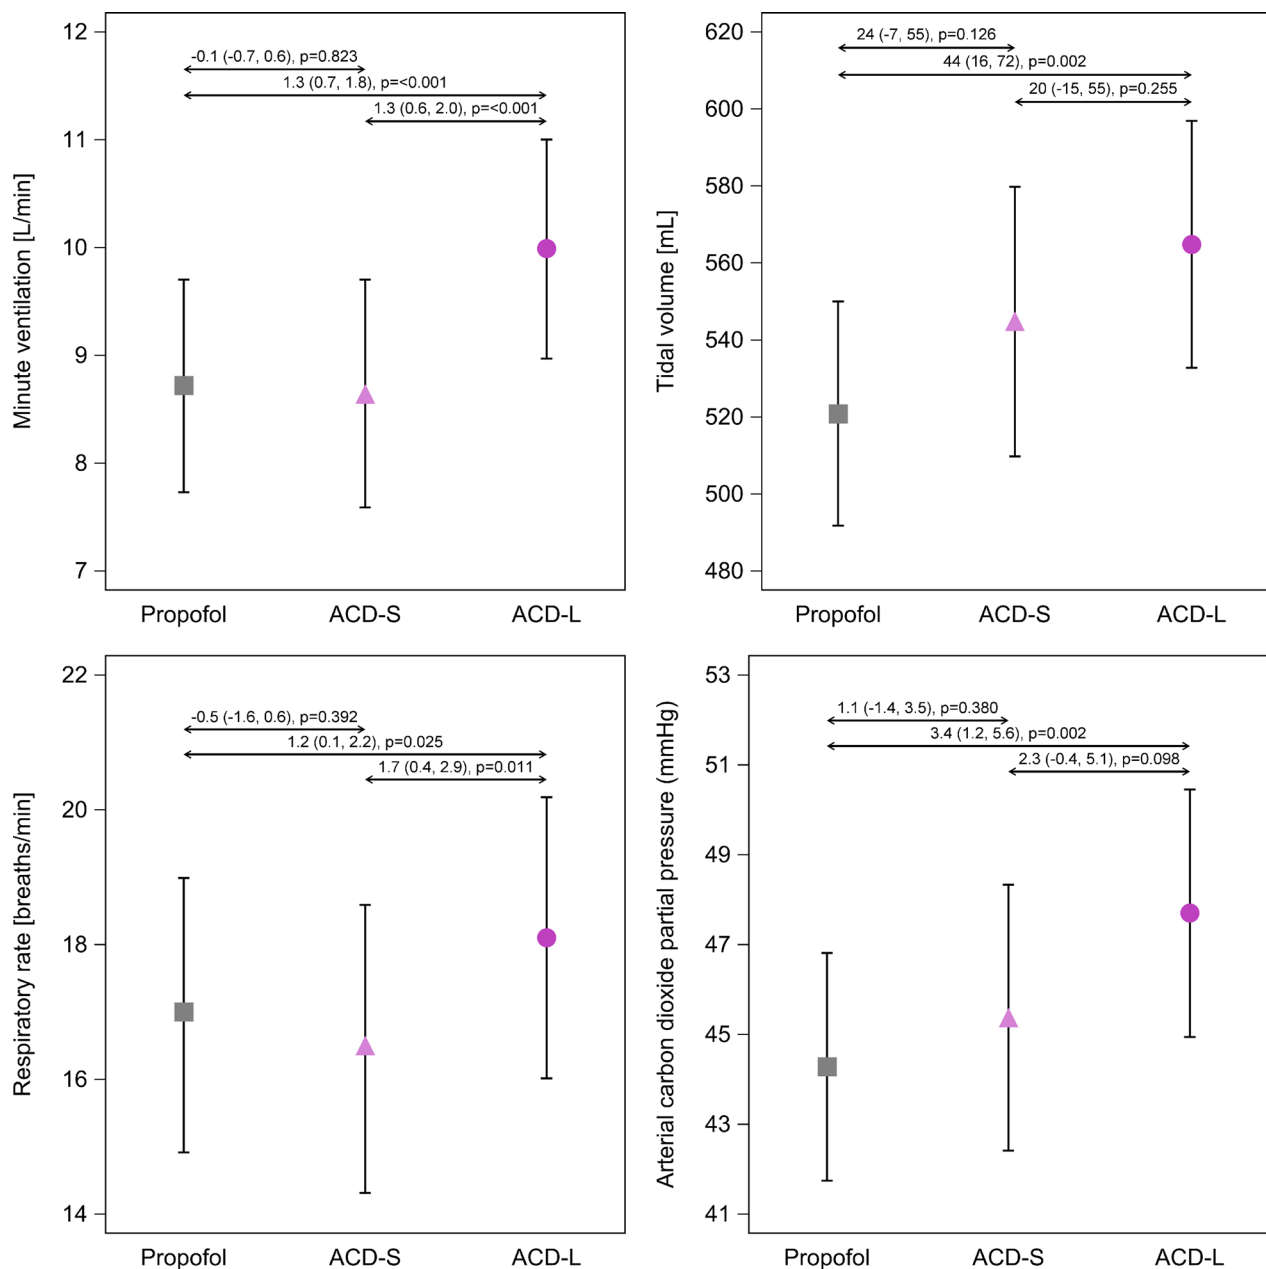 12
11
10
9
8
7
Minute ventilation [L/min]
-0.1 (-0.7, 0.6), p=0.823
1.3 (0.7, 1.8), p=<0.001
1.3 (0.6, 2.0), p=<0.001
Propofol ACD-S ACD-L
620
600
580
560
540
520
500
480
Tidal volume [mL]
24 (-7, 55), p=0.126
44 (16, 72), p=0.002
20 (-15, 55), p=0.255
Propofol ACD-S ACD-L
22
20
18
16
14
Respiratory rate [breaths/min]
-0.5 (-1.6, 0.6), p=0.392
1.2 (0.1, 2.2), p=0.025
1.7 (0.4, 2.9), p=0.011
Propofol ACD-S ACD-L
53
51
49
47
45
43
41
Arterial carbon dioxide partial pressure (mmHg)
1.1 (-1.4, 3.5), p=0.380
3.4 (1.2, 5.6), p=0.002
2.3 (-0.4, 5.1), p=0.098
Propofol ACD-S ACD-L